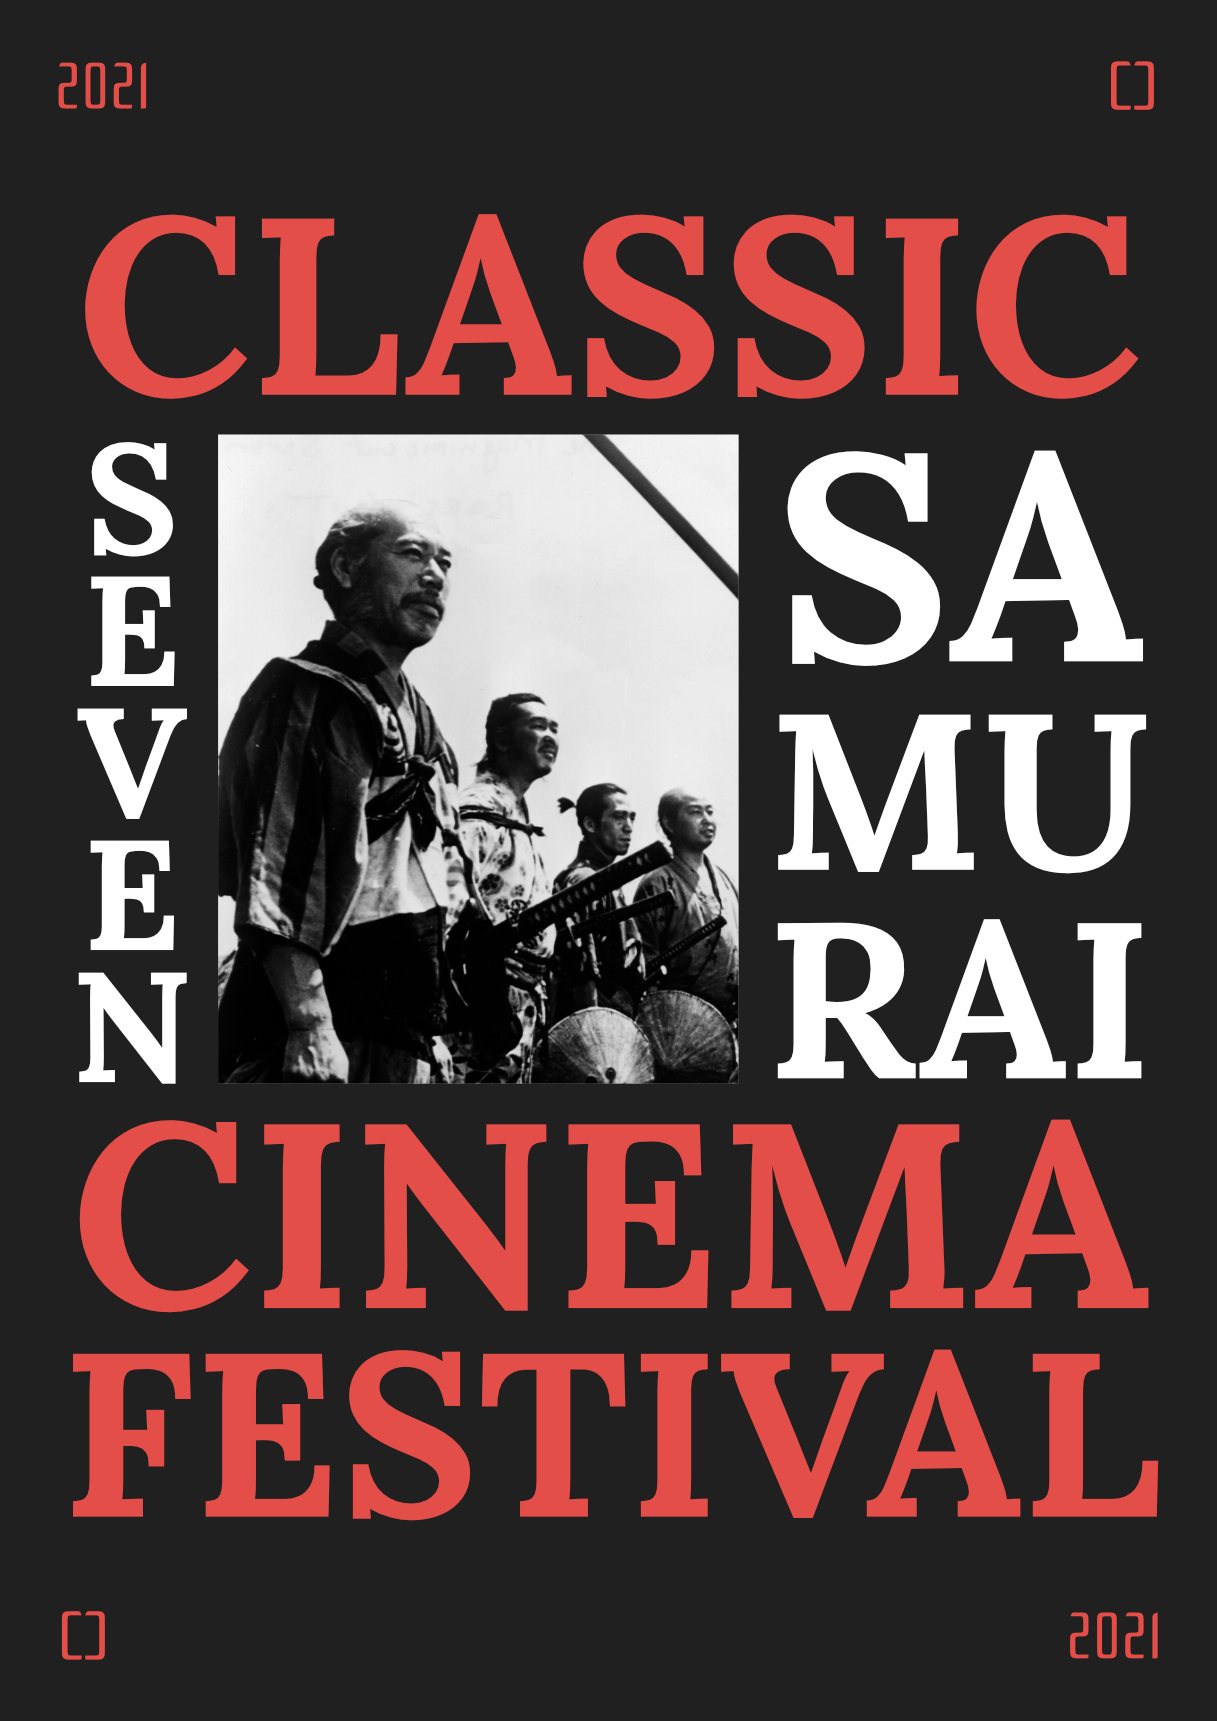 2021 []
CLASSIC
SEVEN
SA
MU
RAI
CINEMA
FESTIVAL
[] 2021